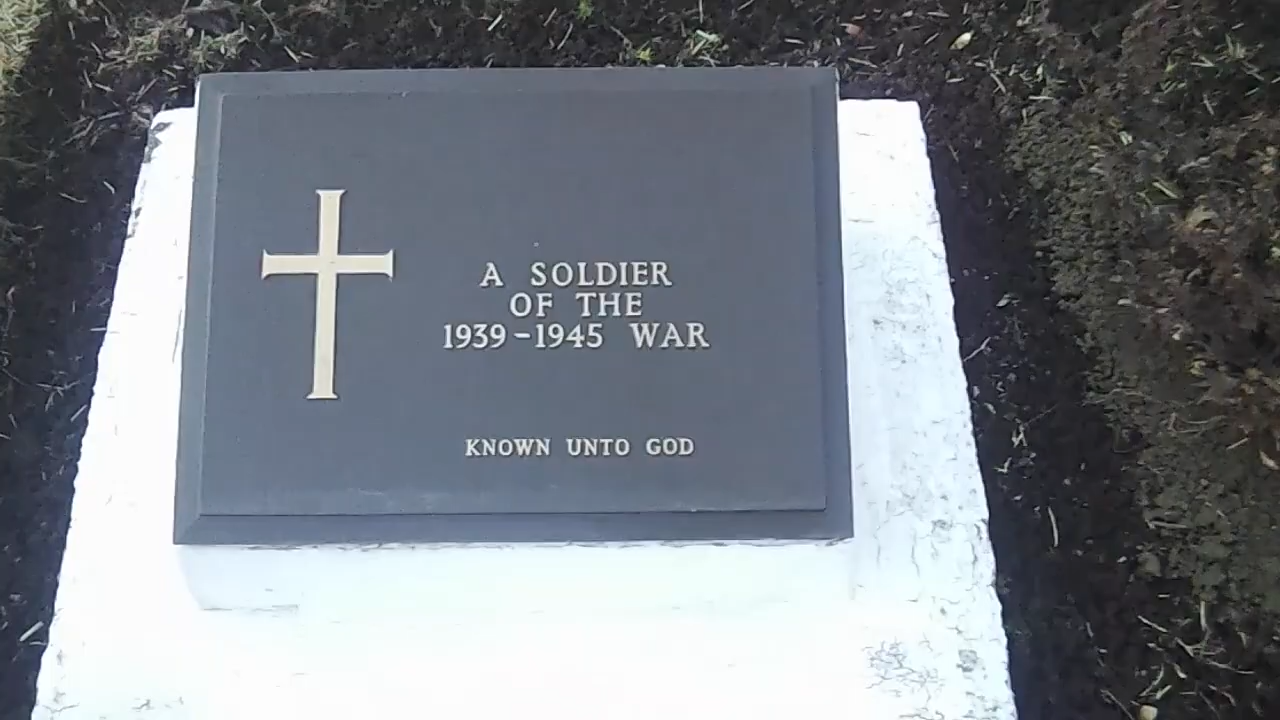 A SOLDIER
OF THE
1939-1945 WAR
KNOWN UNTO GOD